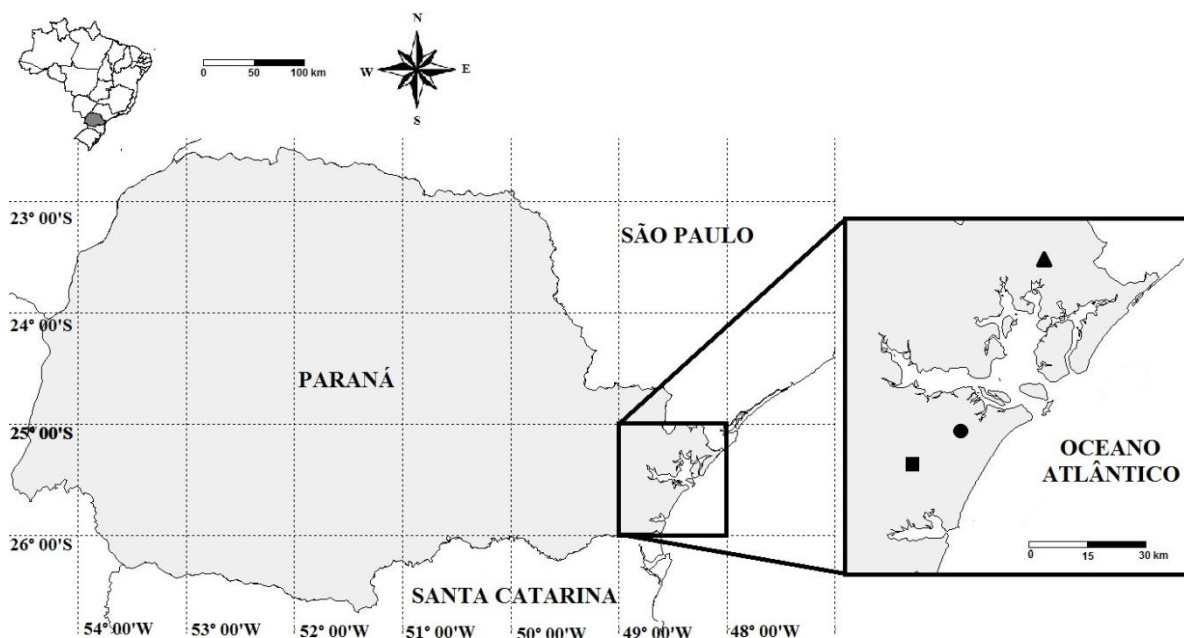 N
W E
S
0 50 100 km
23° 00'S
SÃO PAULO
24° 00'S
PARANÁ
25° 00'S
OCEANO
ATLÂNTICO
26° 00'S
0 15 30 km
SANTA CATARINA
54° 00'W 53° 00'W 52° 00'W 51° 00'W 50° 00'W 49° 00'W 48° 00'W